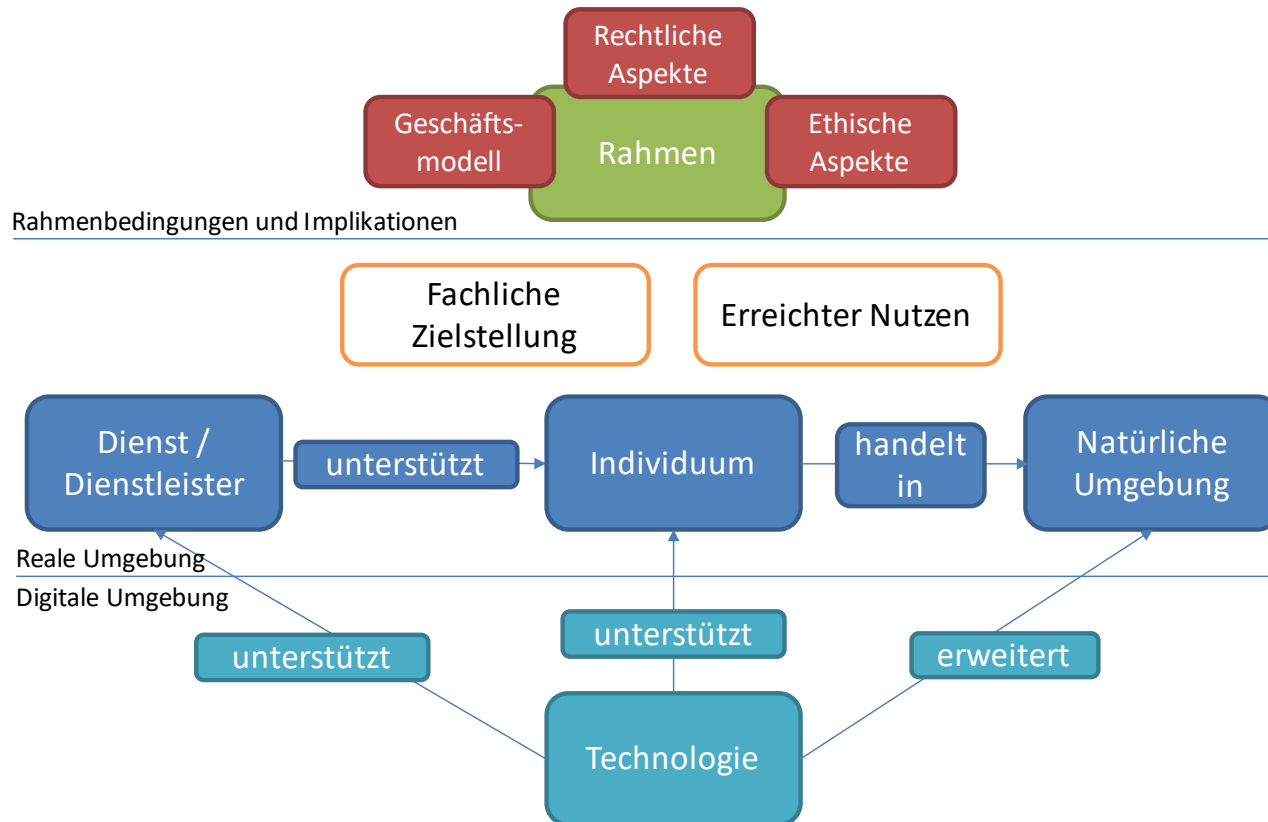 Rechtliche
Aspekte
Geschäfts-
modell
Rahmen
Ethische
Aspekte
Rahmenbedingungen und Implikationen
Fachliche
Zielstellung
Erreichter Nutzen
Dienst /
Dienstleister
unterstützt
Individuum
handelt
in
Natürliche
Umgebung
Reale Umgebung
Digitale Umgebung
unterstützt
unterstützt
erweitert
Technologie